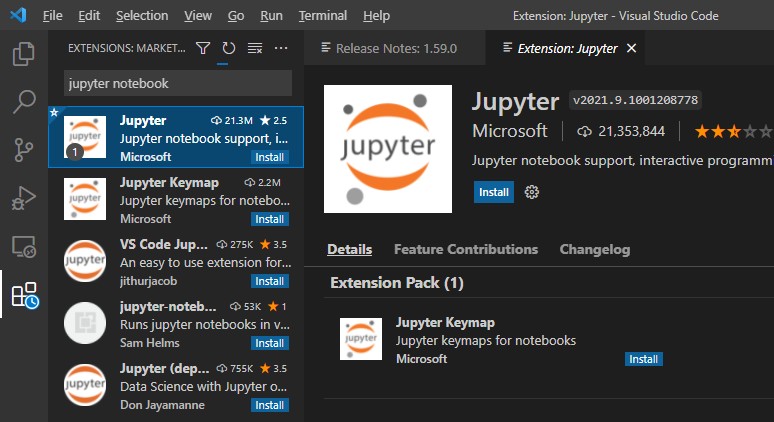 File Edit Selection View Go Run Terminal Help Extension: Jupyter - Visual Studio Code
EXTENSIONS: MARKET...
Release Notes: 1.59.0
Extension: Jupyter
jupyter notebook
Jupyter 21.3M 2.5
Jupyter notebook support, i...
Microsoft Install
1
Jupyter Keymap 2.2M
Jupyter keymaps for notebo...
Microsoft Install
VS Code Jup... 275K 3.5
An easy to use extension for...
jithurjacob Install
jupyter-noteb... 53K 1
Runs jupyter notebooks in v...
Sam Helms Install
Jupyter (dep... 755K 3.5
Data Science with Jupyter o...
Don Jayamanne Install
jupyter
jupyter
jupyter
jupyter
jupyter
Jupyter v2021.9.1001208778
Microsoft 21,353,844
Jupyter notebook support, interactive programm
Install
Details Feature Contributions Changelog
Extension Pack (1)
jupyter
Jupyter Keymap
Jupyter keymaps for notebooks
Microsoft Install